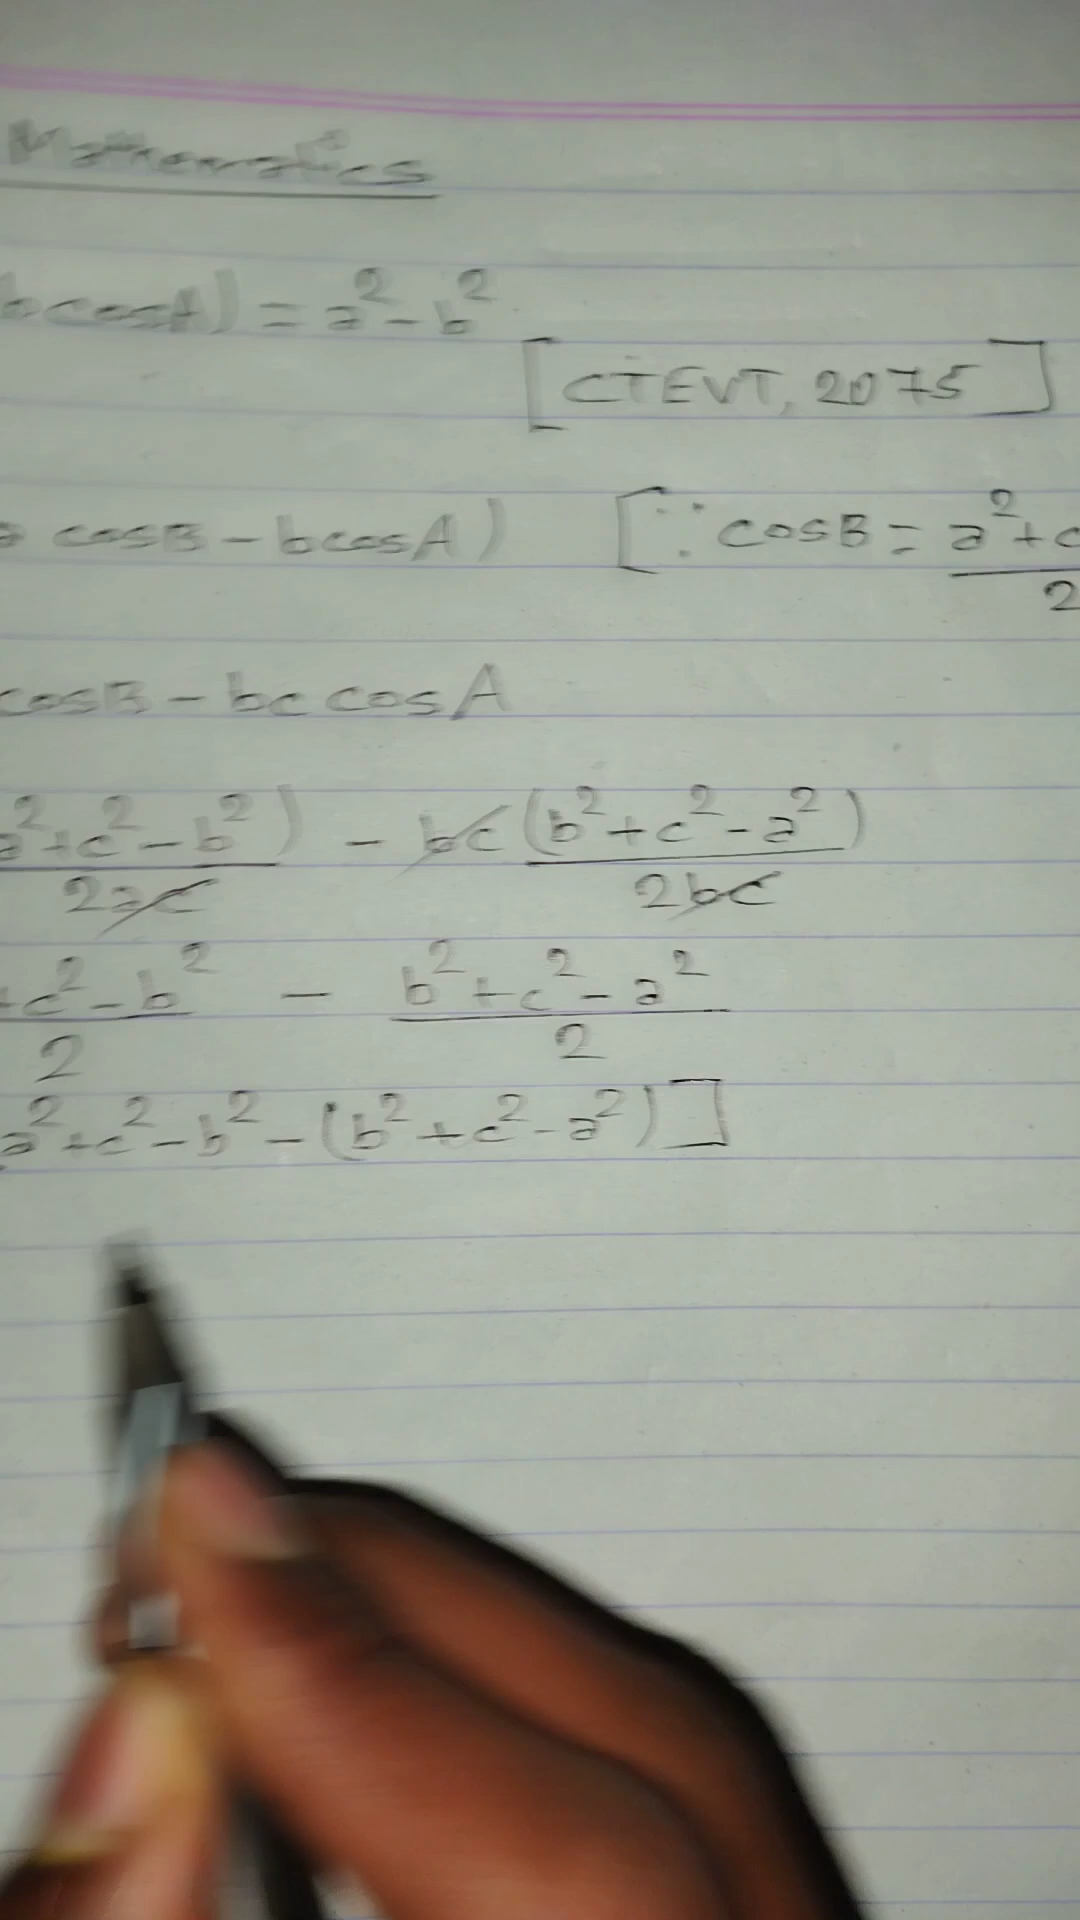 Mathematics
bcosA) = a² - b²
[CTEVT, 2075]
a cosB - bcosA) [∵ cosB = a² + c
2
cosB - bc cosA
a² + c² - b²) - bc (b² + c² - a²)
2ac 2bc
+ c² - b² - b² + c² - a²
2 2
a² + c² - b² - (b² + c² - a²)]